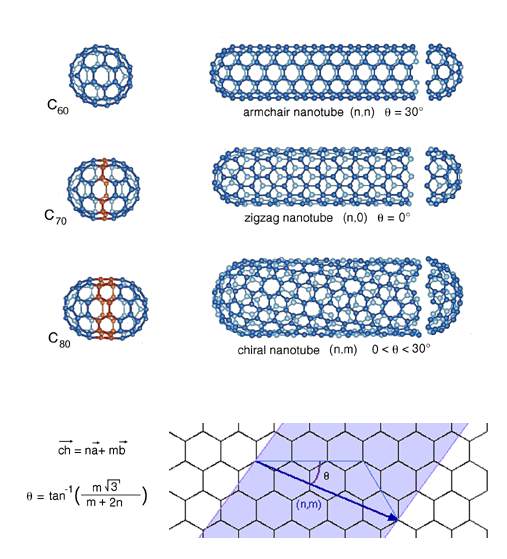 C60
armchair nanotube (n,n) θ = 30°
C70
zigzag nanotube (n,0) θ = 0°
C80
chiral nanotube (n,m) 0 < θ < 30°
ch = na + mb
θ = tan-1( m√3 / m + 2n )
θ
(n,m)